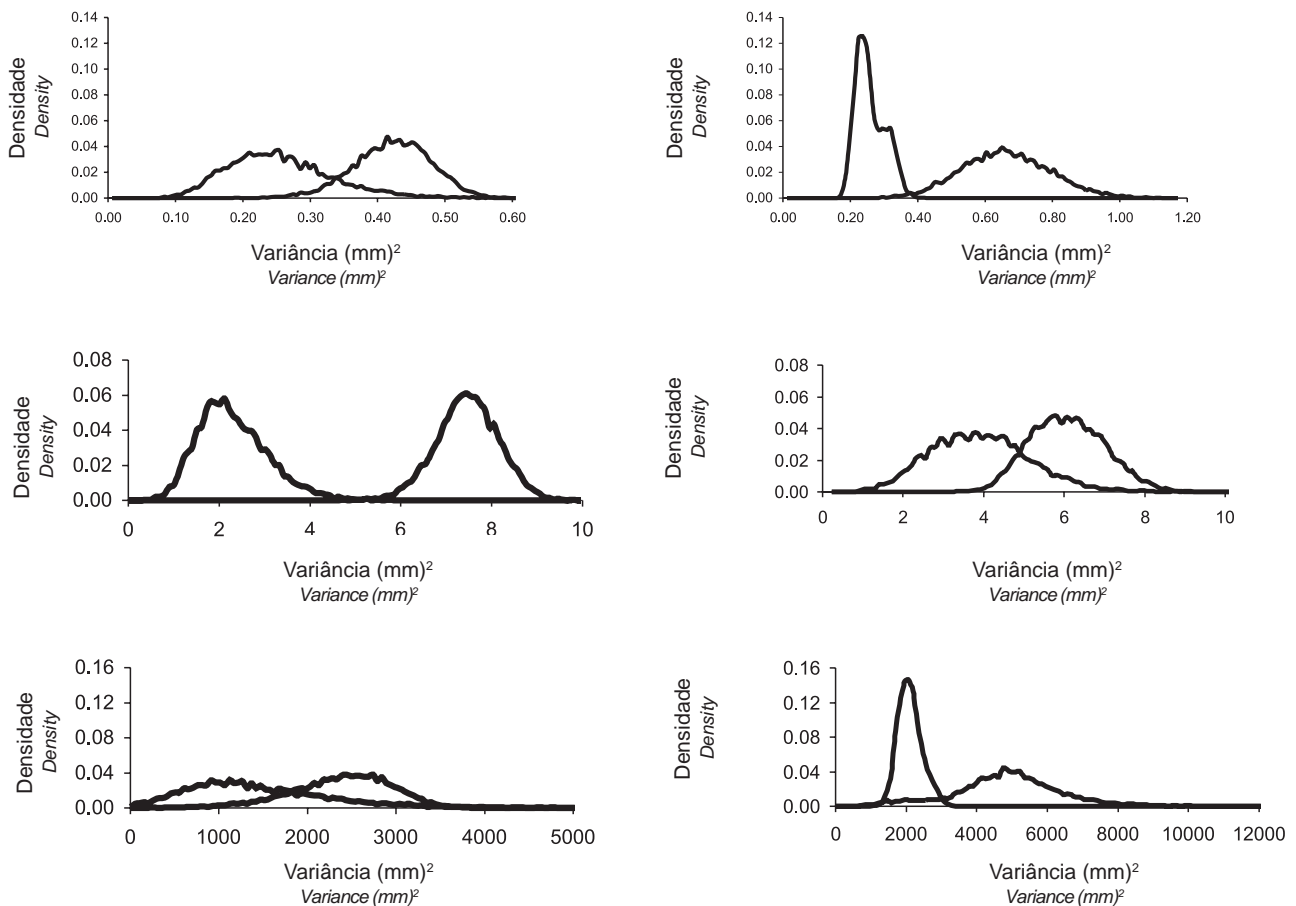 0.14
0.12
0.10
0.08
0.06
0.04
0.02
0.00
0.00 0.10 0.20 0.30 0.40 0.50 0.60
Densidade
Density
Variância (mm)²
Variance (mm)²
0.14
0.12
0.10
0.08
0.06
0.04
0.02
0.00
0.00 0.20 0.40 0.60 0.80 1.00 1.20
Densidade
Density
Variância (mm)²
Variance (mm)²
0.08
0.06
0.04
0.02
0.00
0 2 4 6 8 10
Densidade
Density
Variância (mm)²
Variance (mm)²
0.08
0.06
0.04
0.02
0.00
0 2 4 6 8 10
Densidade
Density
Variância (mm)²
Variance (mm)²
0.16
0.12
0.08
0.04
0.00
0 1000 2000 3000 4000 5000
Densidade
Density
Variância (mm)²
Variance (mm)²
0.16
0.12
0.08
0.04
0.00
0 2000 4000 6000 8000 10000 12000
Densidade
Density
Variância (mm)²
Variance (mm)²